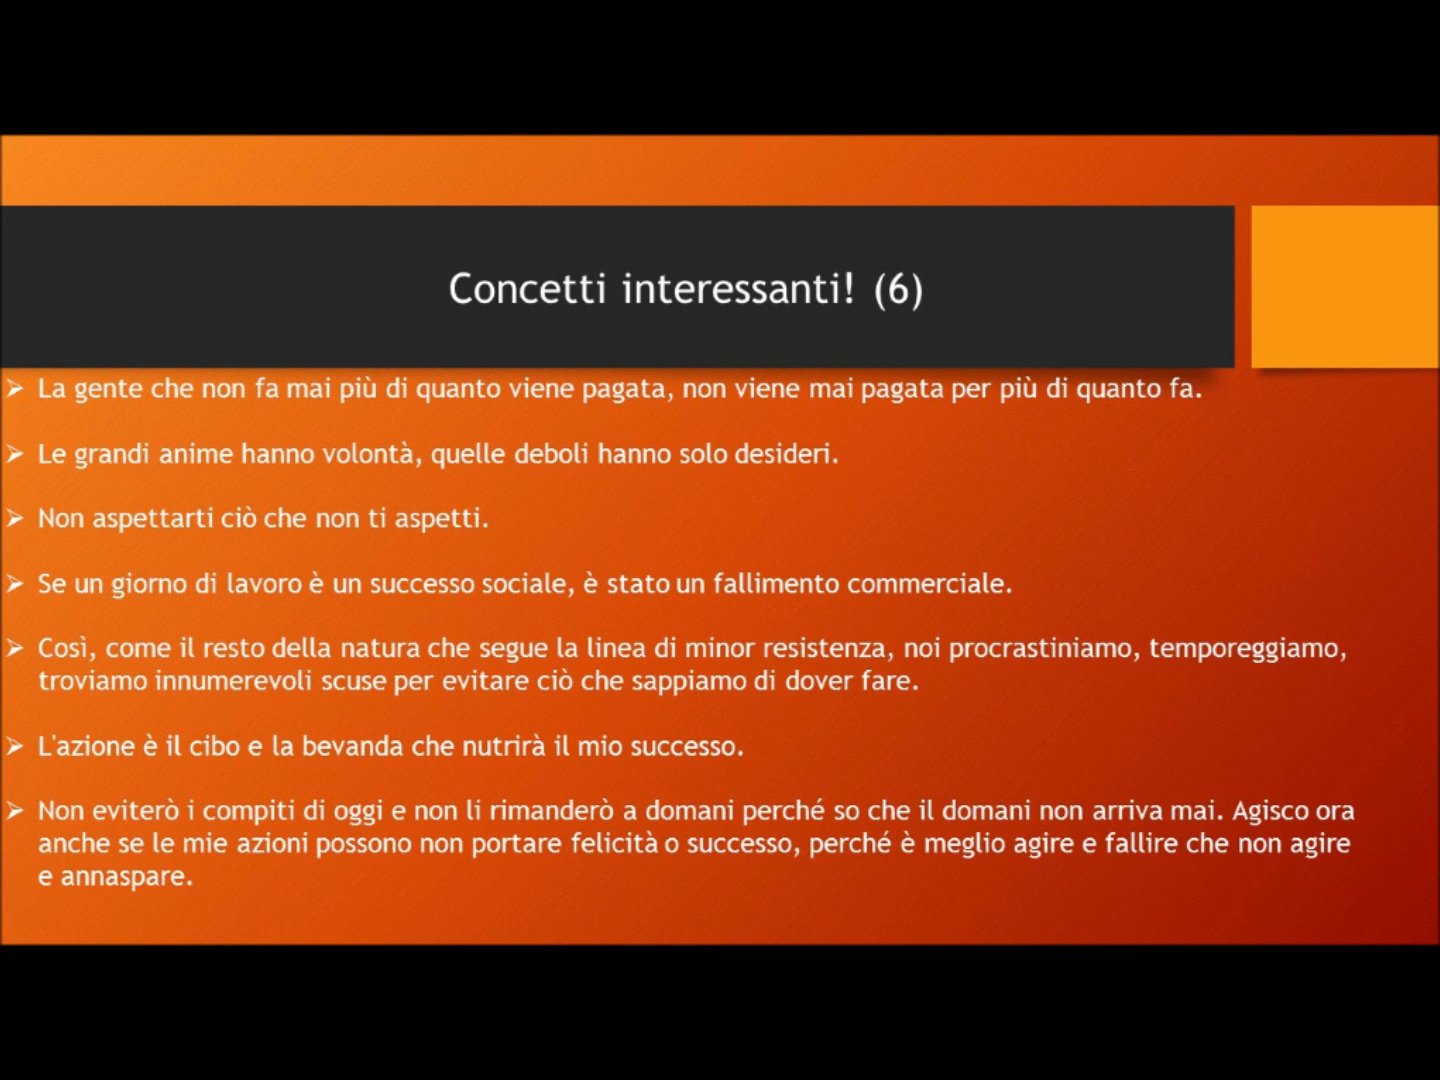 Concetti interessanti! (6)
➢ La gente che non fa mai più di quanto viene pagata, non viene mai pagata per più di quanto fa.
➢ Le grandi anime hanno volontà, quelle deboli hanno solo desideri.
➢ Non aspettarti ciò che non ti aspetti.
➢ Se un giorno di lavoro è un successo sociale, è stato un fallimento commerciale.
➢ Così, come il resto della natura che segue la linea di minor resistenza, noi procrastiniamo, temporeggiamo,
troviamo innumerevoli scuse per evitare ciò che sappiamo di dover fare.
➢ L'azione è il cibo e la bevanda che nutrirà il mio successo.
➢ Non eviterò i compiti di oggi e non li rimanderò a domani perché so che il domani non arriva mai. Agisco ora
anche se le mie azioni possono non portare felicità o successo, perché è meglio agire e fallire che non agire
e annaspare.